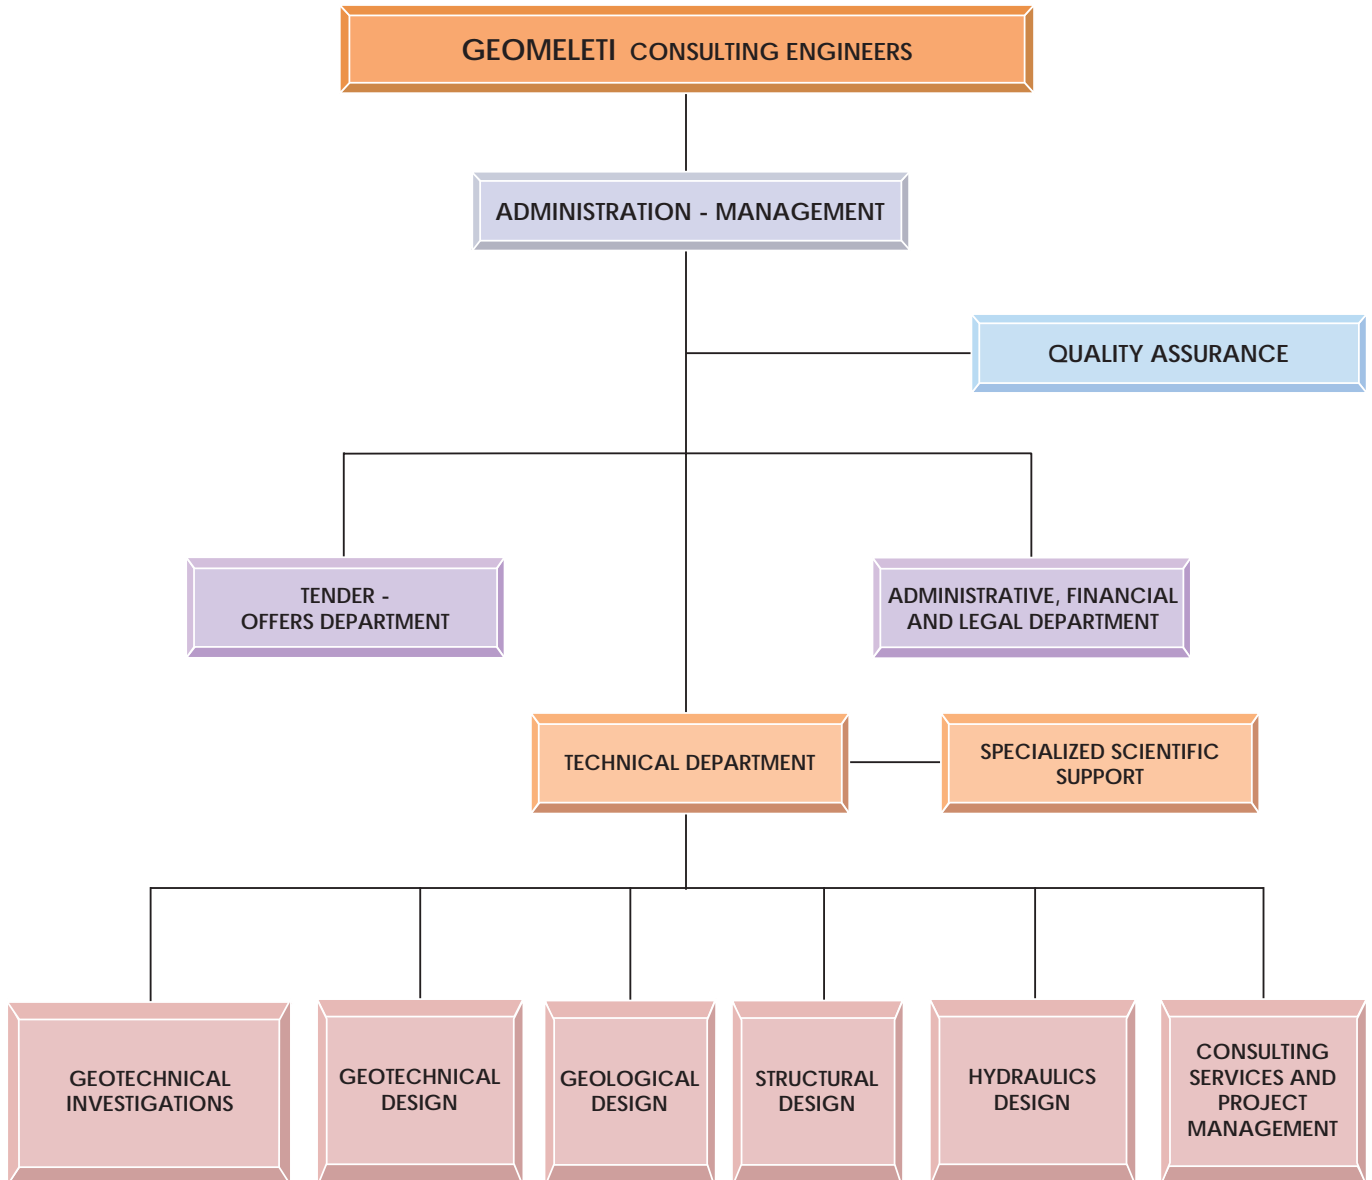 GEOMELETI CONSULTING ENGINEERS
ADMINISTRATION - MANAGEMENT
QUALITY ASSURANCE
TENDER -
OFFERS DEPARTMENT
ADMINISTRATIVE, FINANCIAL
AND LEGAL DEPARTMENT
TECHNICAL DEPARTMENT
SPECIALIZED SCIENTIFIC
SUPPORT
GEOTECHNICAL
INVESTIGATIONS
GEOTECHNICAL
DESIGN
GEOLOGICAL
DESIGN
STRUCTURAL
DESIGN
HYDRAULICS
DESIGN
CONSULTING
SERVICES AND
PROJECT
MANAGEMENT